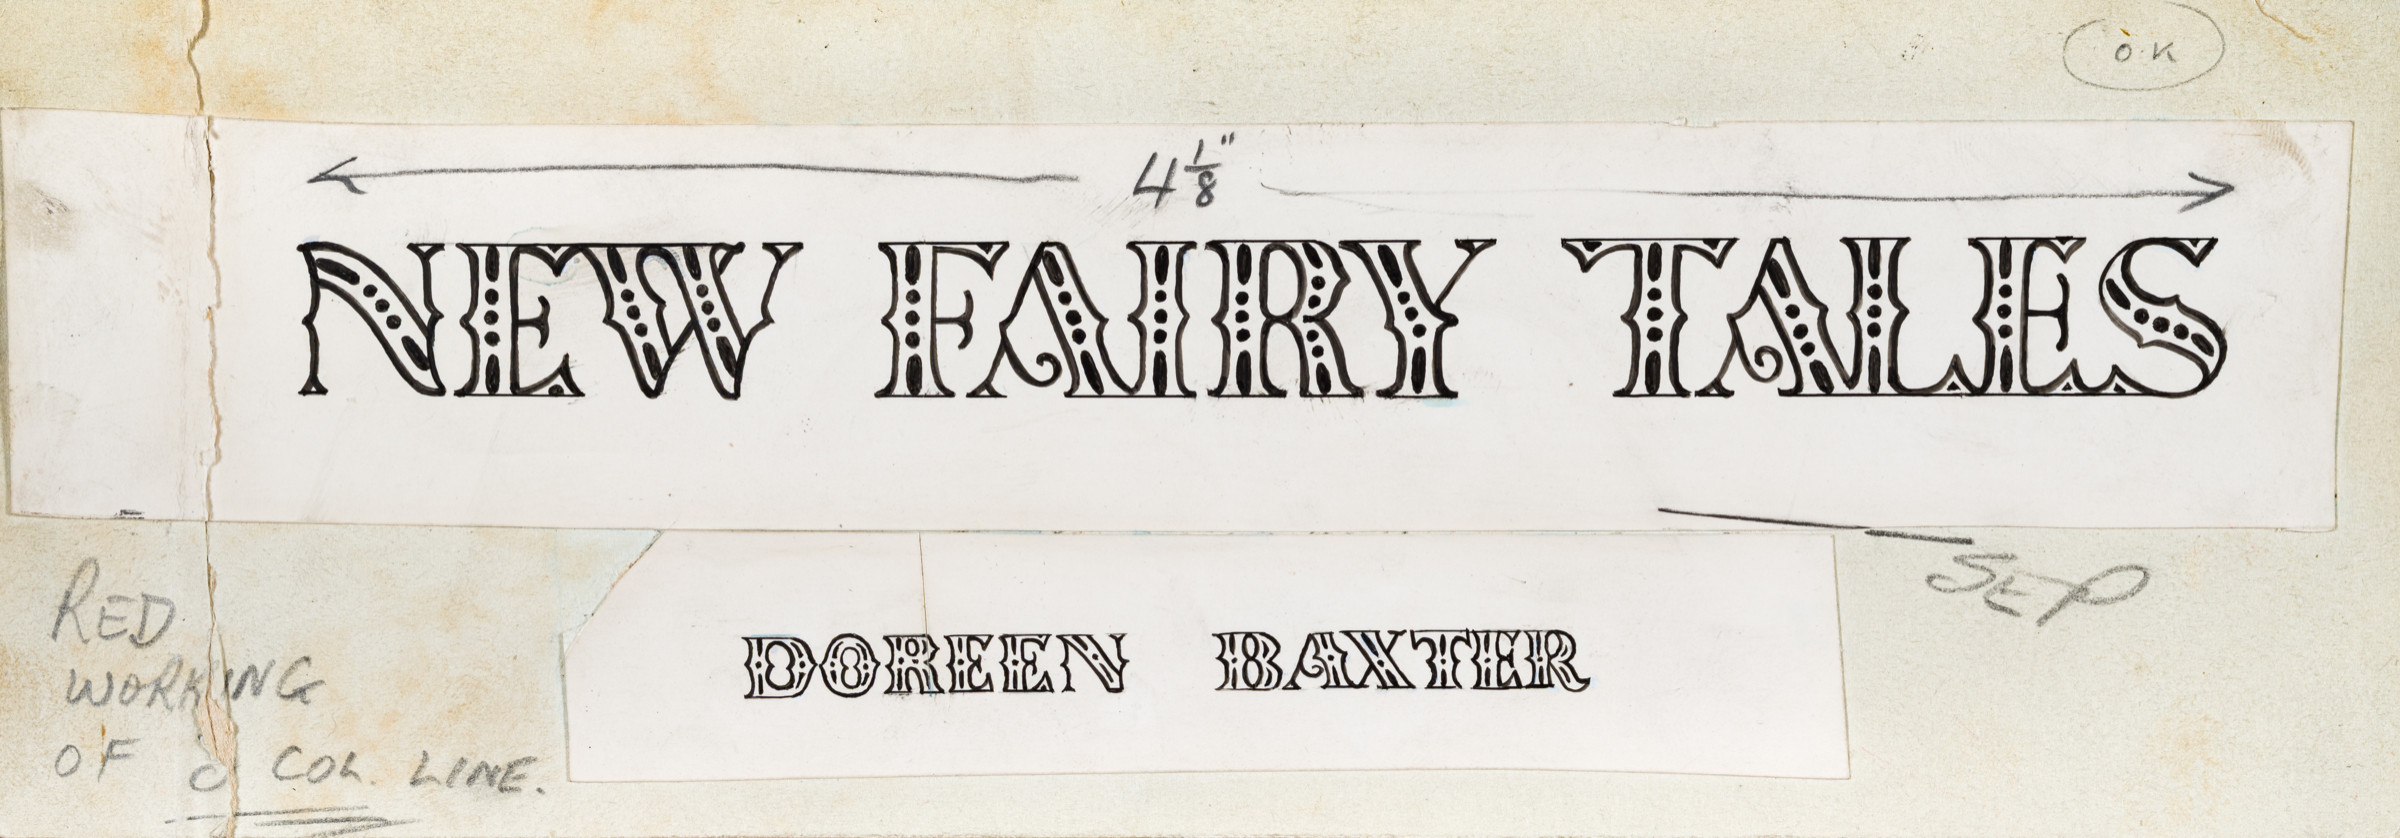 O.K
4 1/8"
NEW FAIRY TALES
SEP
DOREEN BAXTER
RED
WORKING
OF COL. LINE.